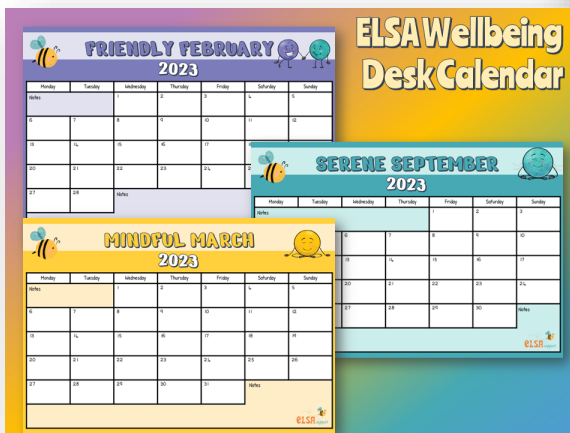 ELSA Wellbeing
Desk Calendar
FRIENDLY FEBRUARY
2023
Monday Tuesday Wednesday Thursday Friday Saturday Sunday
Notes 1 2 3 4 5
6 7 8 9 10 11 12
13 14 15 16 17
20 21 22 23 24
27 28 Notes
SERENE SEPTEMBER
2023
Monday Tuesday Wednesday Thursday Friday Saturday Sunday
Notes 1 2 3
6 7 8 9 10
13 14 15 16 17
20 21 22 23 24
27 28 29 30 Notes
eLSA support
MINDFUL MARCH
2023
Monday Tuesday Wednesday Thursday Friday Saturday Sunday
Notes 1 2 3 4 5
6 7 8 9 10 11 12
13 14 15 16 17 18 19
20 21 22 23 24 25 26
27 28 29 30 31 Notes
eLSA support